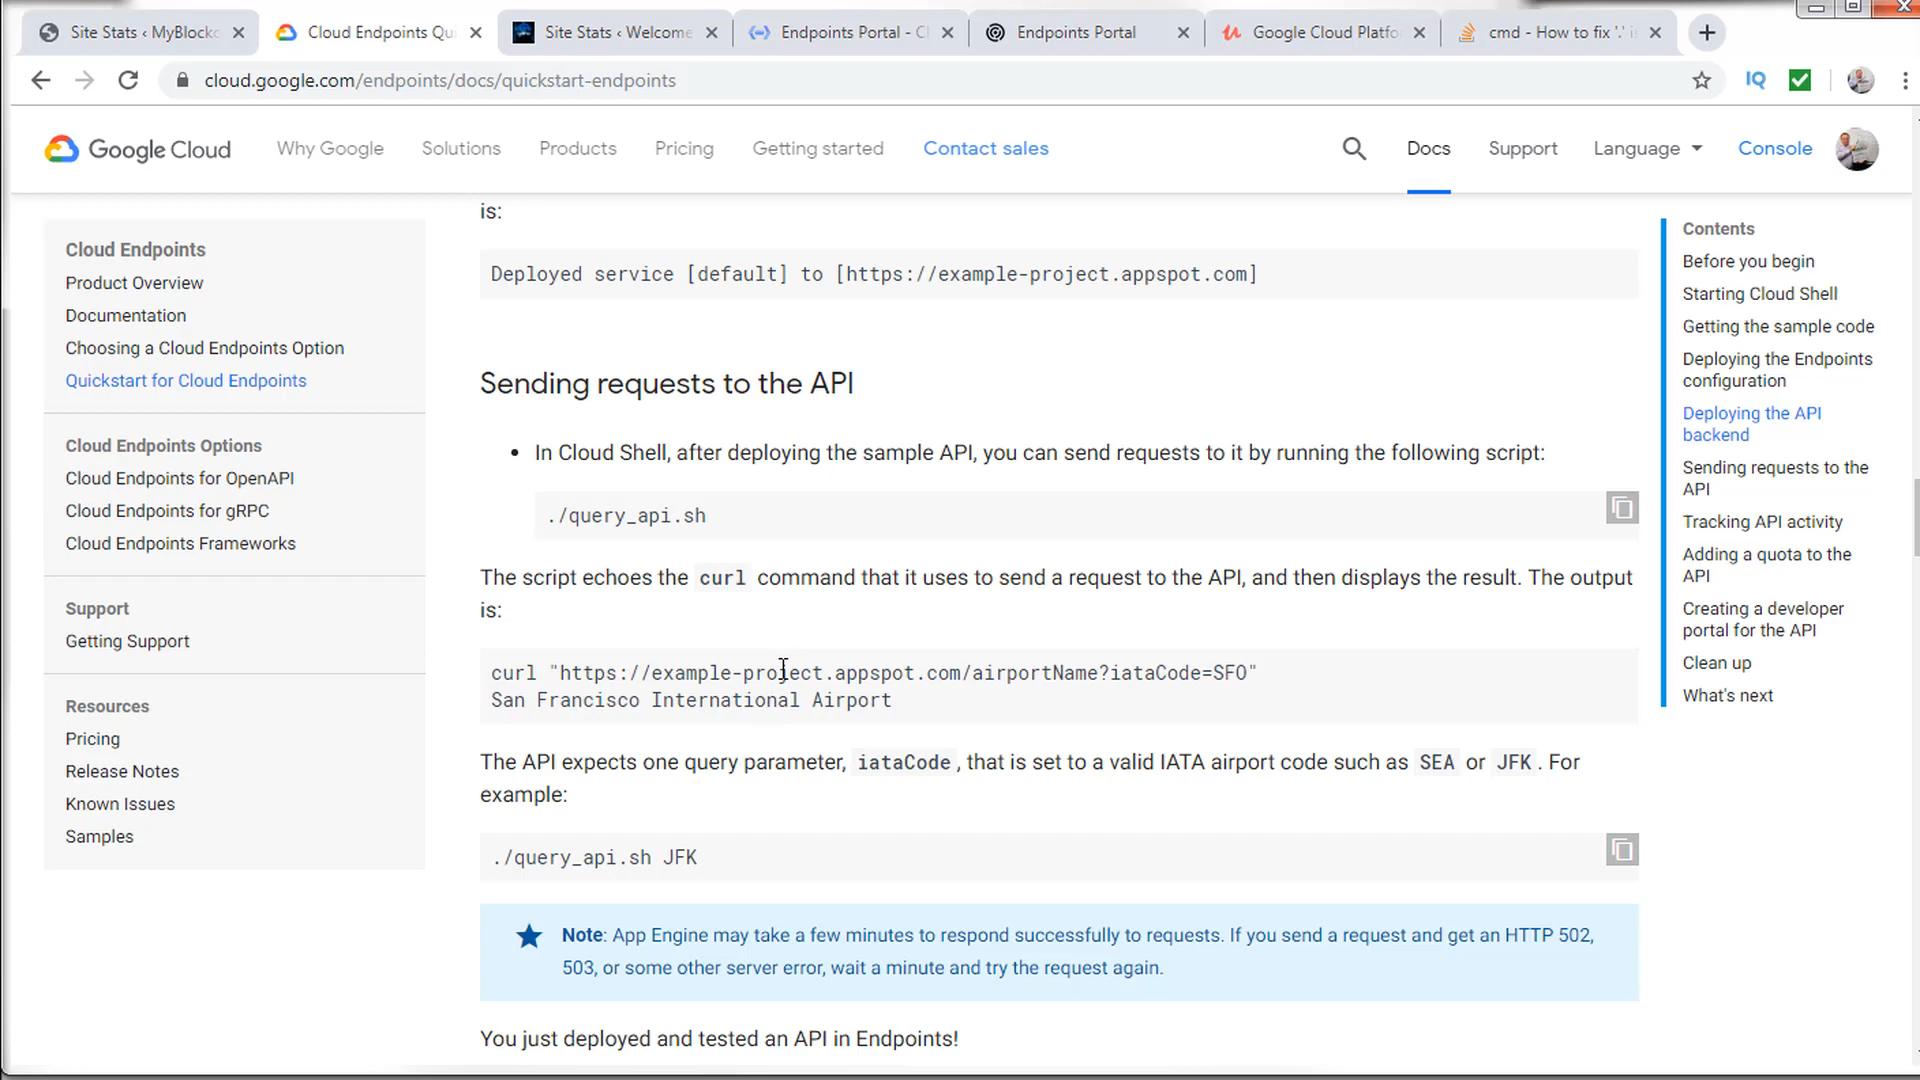 Site Stats ‹ MyBlockc
Cloud Endpoints Qu
Site Stats ‹ Welcome
Endpoints Portal - Cl
Endpoints Portal
Google Cloud Platfo
cmd - How to fix '.' is
cloud.google.com/endpoints/docs/quickstart-endpoints
IQ
Google Cloud
Why Google
Solutions
Products
Pricing
Getting started
Contact sales
Docs
Support
Language
Console
Cloud Endpoints
Product Overview
Documentation
Choosing a Cloud Endpoints Option
Quickstart for Cloud Endpoints
Cloud Endpoints Options
Cloud Endpoints for OpenAPI
Cloud Endpoints for gRPC
Cloud Endpoints Frameworks
Support
Getting Support
Resources
Pricing
Release Notes
Known Issues
Samples
is:
Deployed service [default] to [https://example-project.appspot.com]
Sending requests to the API
• In Cloud Shell, after deploying the sample API, you can send requests to it by running the following script:
./query_api.sh
The script echoes the curl command that it uses to send a request to the API, and then displays the result. The output
is:
curl "https://example-project.appspot.com/airportName?iataCode=SFO"
San Francisco International Airport
The API expects one query parameter, iataCode, that is set to a valid IATA airport code such as SEA or JFK. For
example:
./query_api.sh JFK
Note: App Engine may take a few minutes to respond successfully to requests. If you send a request and get an HTTP 502,
503, or some other server error, wait a minute and try the request again.
You just deployed and tested an API in Endpoints!
Contents
Before you begin
Starting Cloud Shell
Getting the sample code
Deploying the Endpoints
configuration
Deploying the API
backend
Sending requests to the
API
Tracking API activity
Adding a quota to the
API
Creating a developer
portal for the API
Clean up
What's next